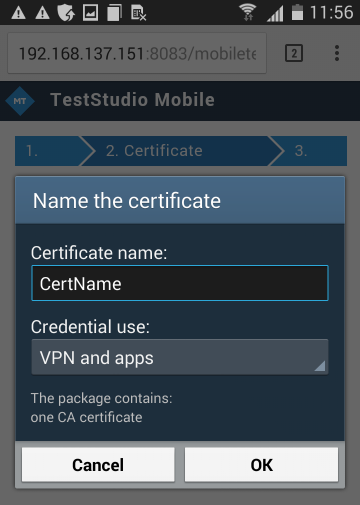 11:56
192.168.137.151:8083/mobilete
2
MT TestStudio Mobile
1. 2. Certificate 3.
Name the certificate
Certificate name:
CertName
Credential use:
VPN and apps
The package contains:
one CA certificate
Cancel OK